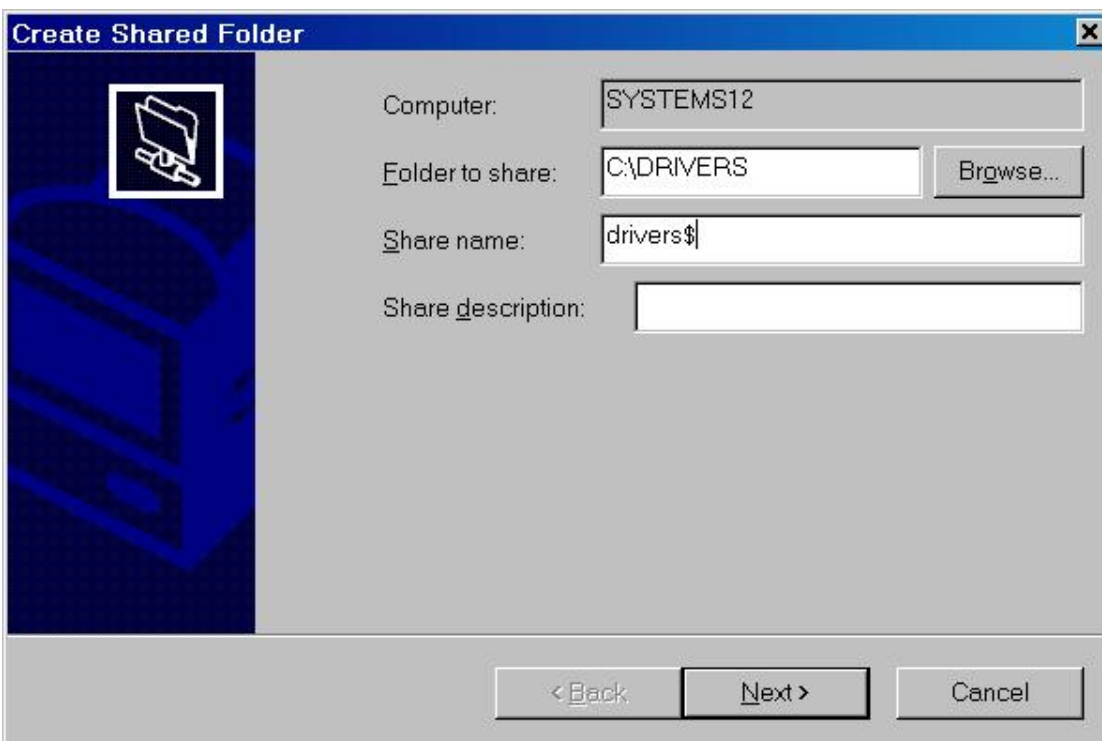 Create Shared Folder
Computer: SYSTEMS12
Folder to share: C:\DRIVERS Browse...
Share name: drivers$
Share description:
< Back Next > Cancel